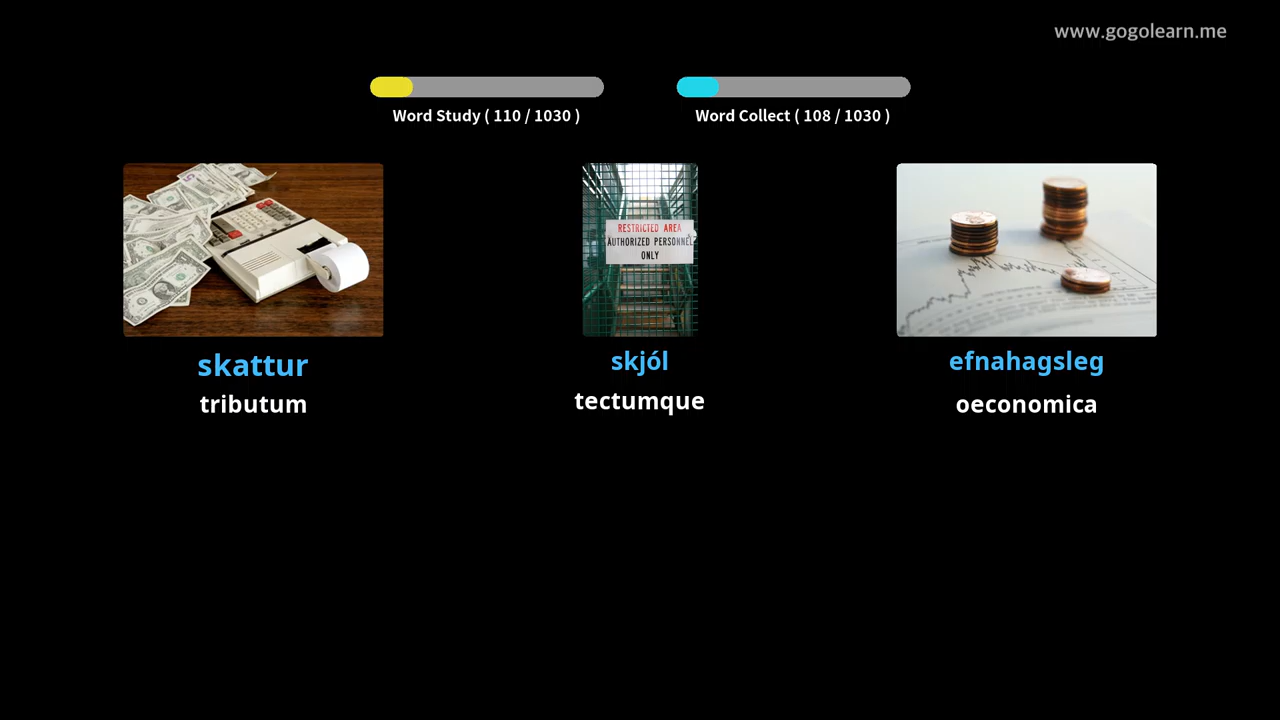 www.gogolearn.me
Word Study ( 110 / 1030 )
Word Collect ( 108 / 1030 )
RESTRICTED AREA
AUTHORIZED PERSONNEL
ONLY
skattur
tributum
skjól
tectumque
efnahagsleg
oeconomica